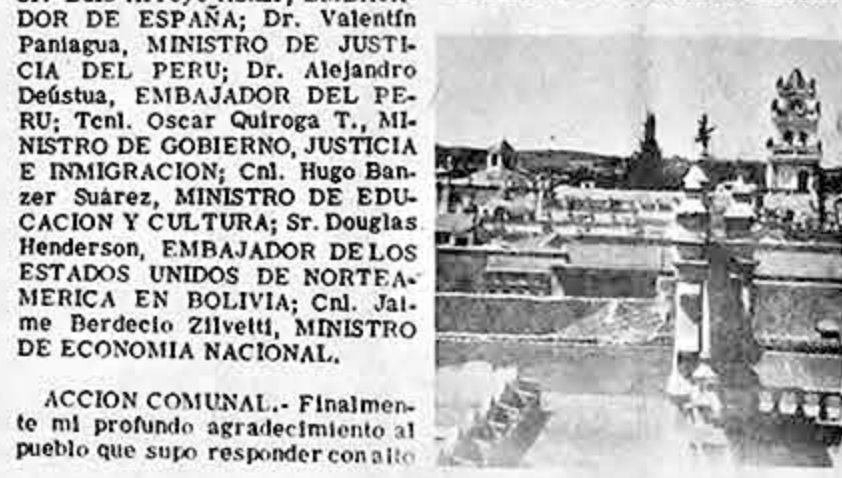 DOR DE ESPAÑA; Dr. Valentín
Paniagua, MINISTRO DE JUSTI-
CIA DEL PERU; Dr. Alejandro
Deústua, EMBAJADOR DEL PE-
RU; Tcnl. Oscar Quiroga T., MI-
NISTRO DE GOBIERNO, JUSTICIA
E INMIGRACION; Cnl. Hugo Ban-
zer Suárez, MINISTRO DE EDU-
CACION Y CULTURA; Sr. Douglas
Henderson, EMBAJADOR DE LOS
ESTADOS UNIDOS DE NORTEA-
MERICA EN BOLIVIA; Cnl. Jai-
me Berdecio Zilvetti, MINISTRO
DE ECONOMIA NACIONAL.
ACCION COMUNAL.- Finalmen-
te mi profundo agradecimiento al
pueblo que supo responder con alto